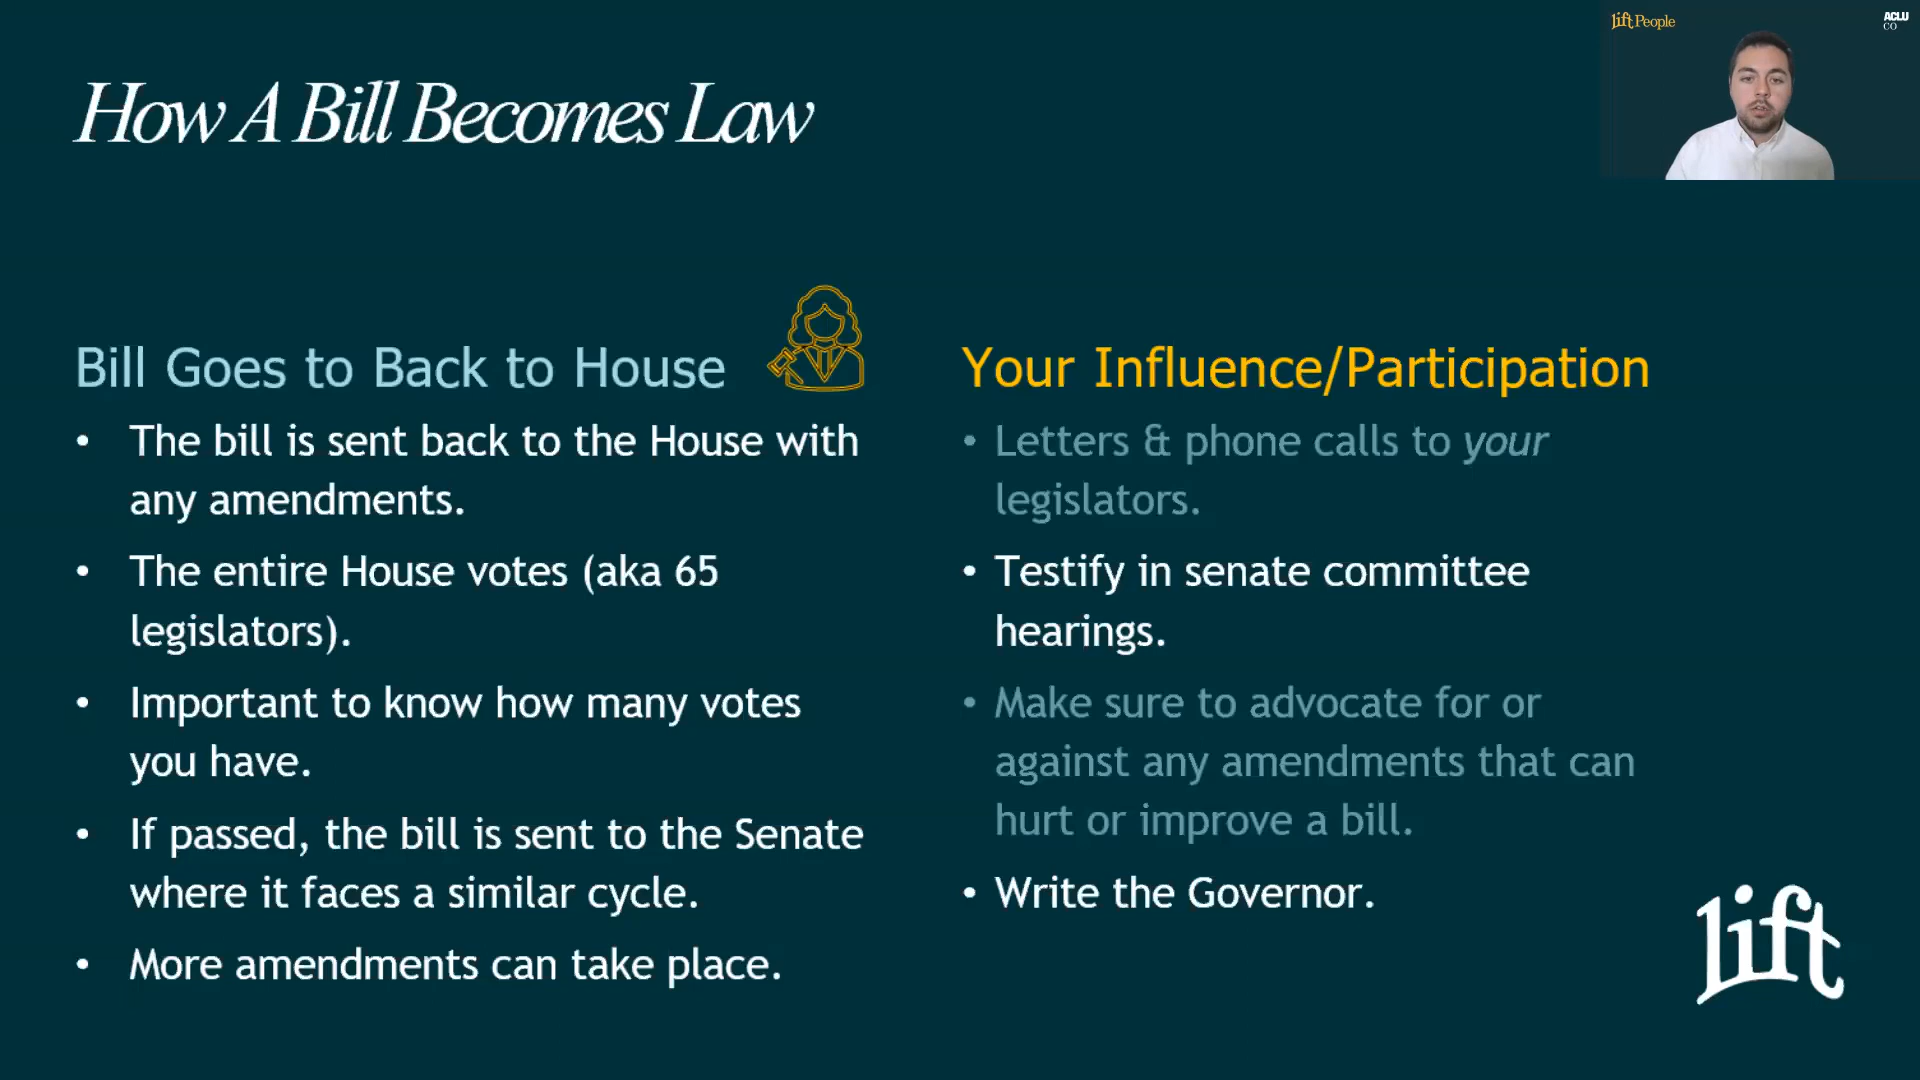 lift People
ACLU
CO
How A Bill Becomes Law
Bill Goes to Back to House
• The bill is sent back to the House with
any amendments.
• The entire House votes (aka 65
legislators).
• Important to know how many votes
you have.
• If passed, the bill is sent to the Senate
where it faces a similar cycle.
• More amendments can take place.
Your Influence/Participation
• Letters & phone calls to your
legislators.
• Testify in senate committee
hearings.
• Make sure to advocate for or
against any amendments that can
hurt or improve a bill.
• Write the Governor.
lift